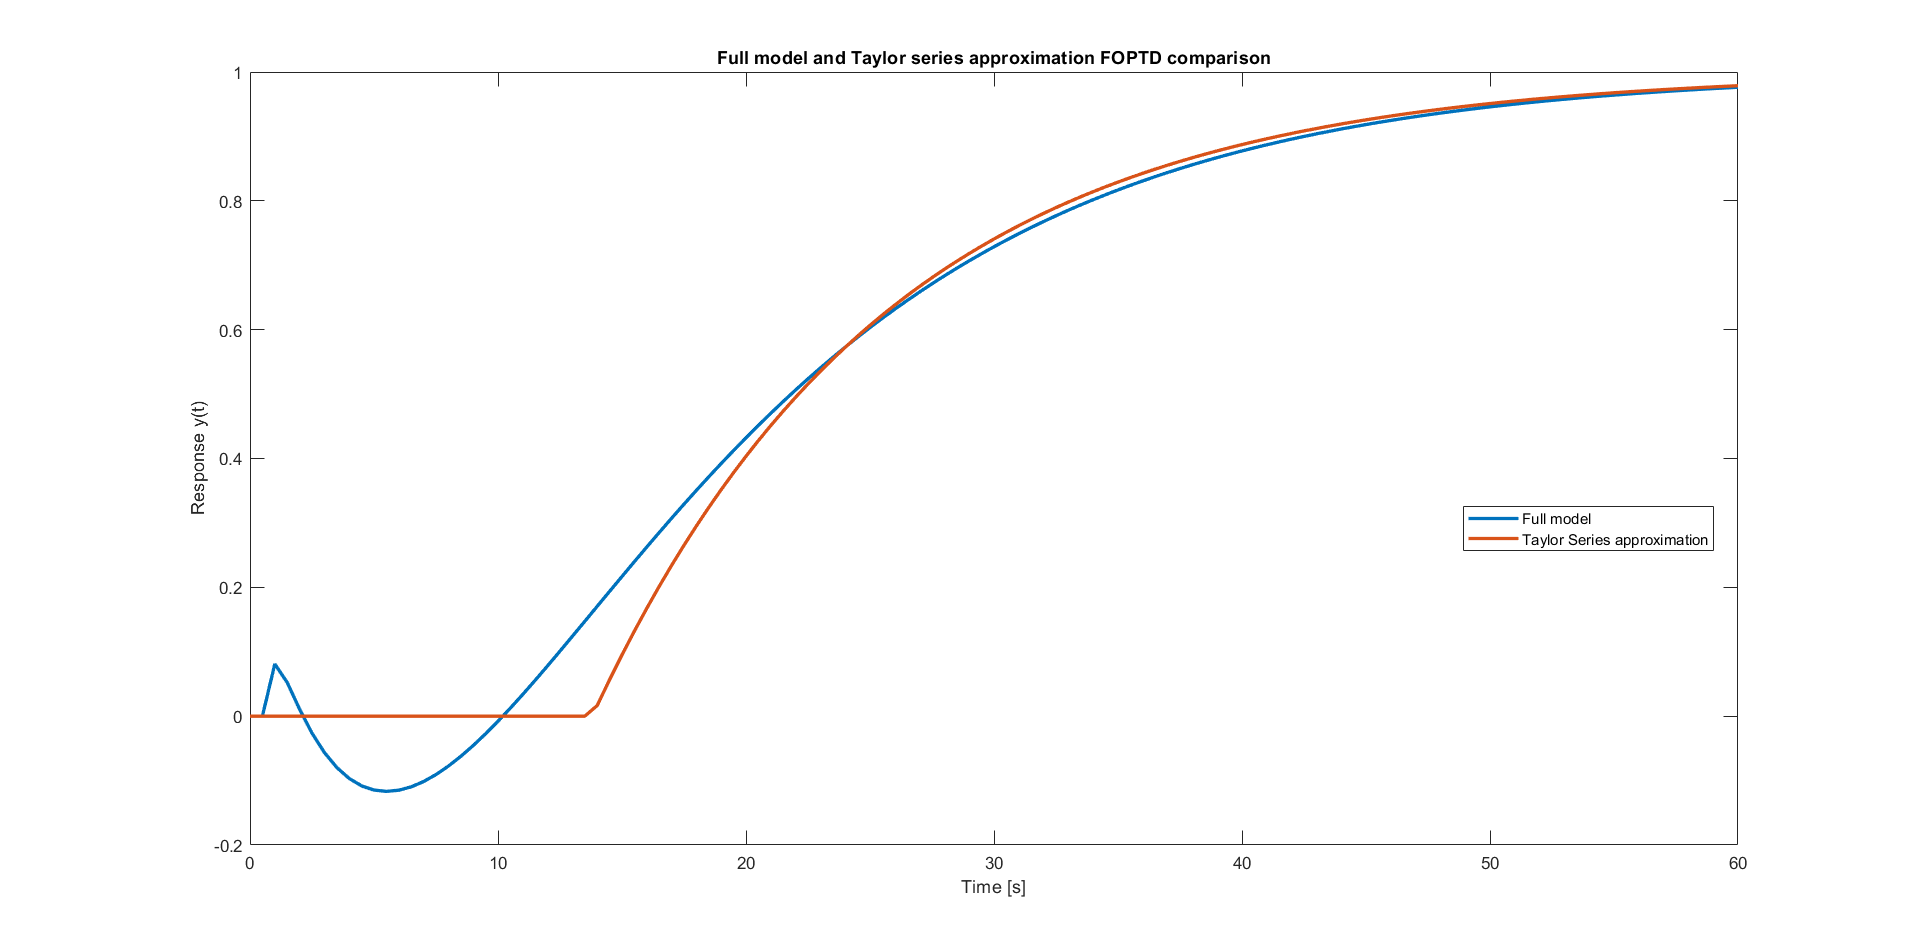 Full model and Taylor series approximation FOPTD comparison
1
0.8
0.6
0.4
0.2
0
-0.2
Response y(t)
Full model
Taylor Series approximation
0 10 20 30 40 50 60
Time [s]